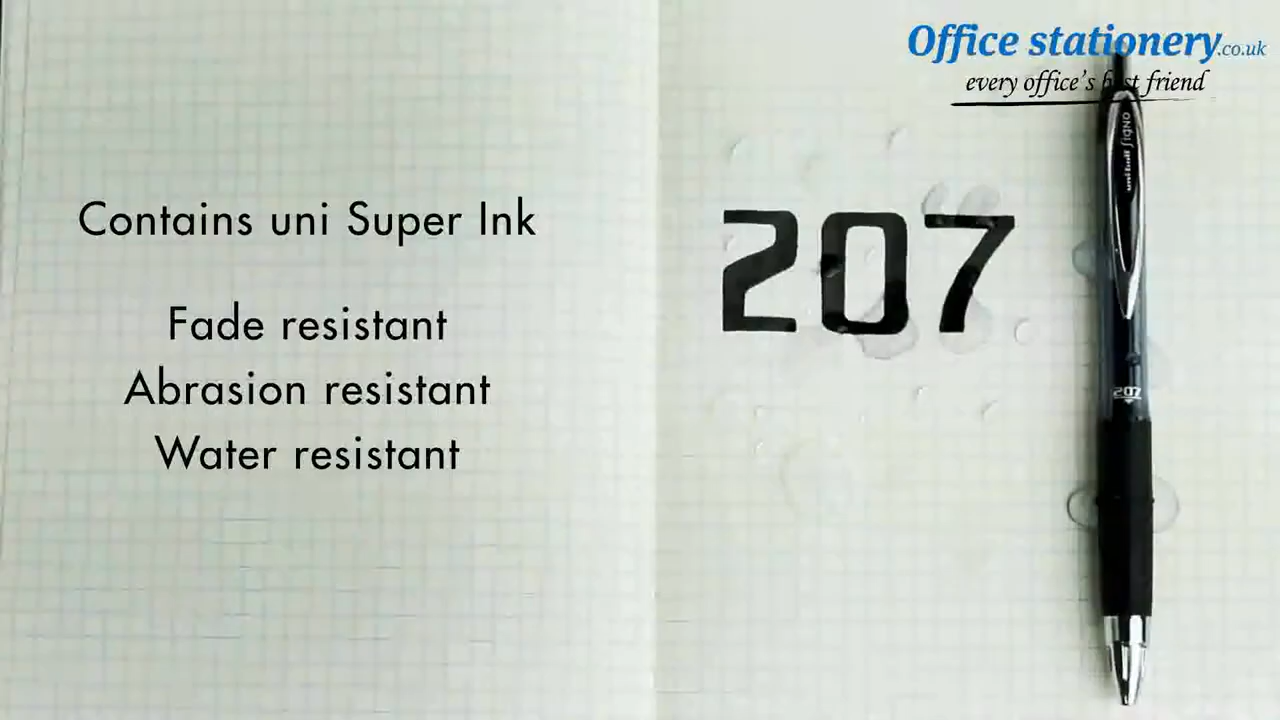 Office stationery.co.uk
every office's best friend
Contains uni Super Ink
Fade resistant
Abrasion resistant
Water resistant
207
uni-ball Signo
207